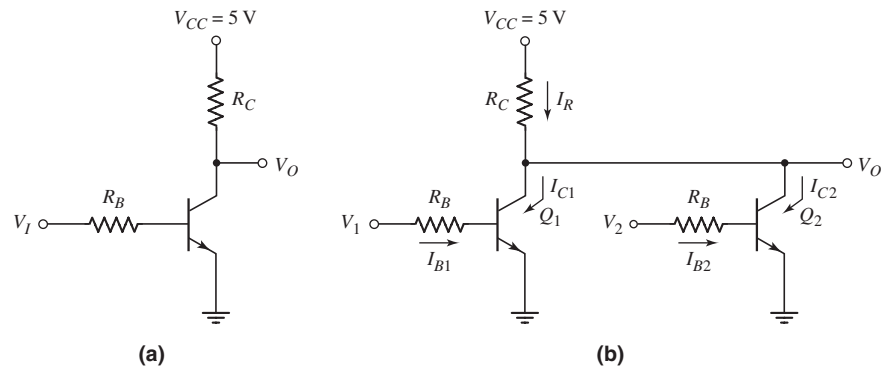 V_CC = 5 V
R_C
V_O
R_B
V_I
(a)
V_CC = 5 V
R_C
I_R
V_O
I_C1
I_C2
R_B
Q_1
R_B
Q_2
V_1
V_2
I_B1
I_B2
(b)